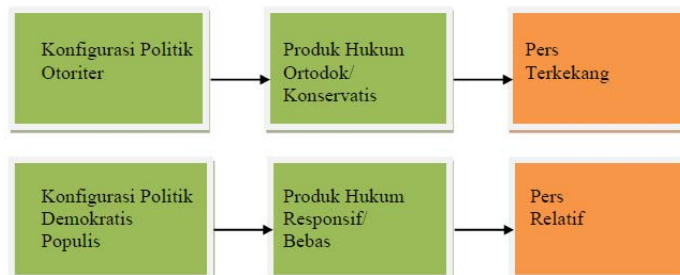 Konfigurasi Politik
Otoriter
Produk Hukum
Ortodok/
Konservatis
Pers
Terkekang
Konfigurasi Politik
Demokratis
Populis
Produk Hukum
Responsif/
Bebas
Pers
Relatif